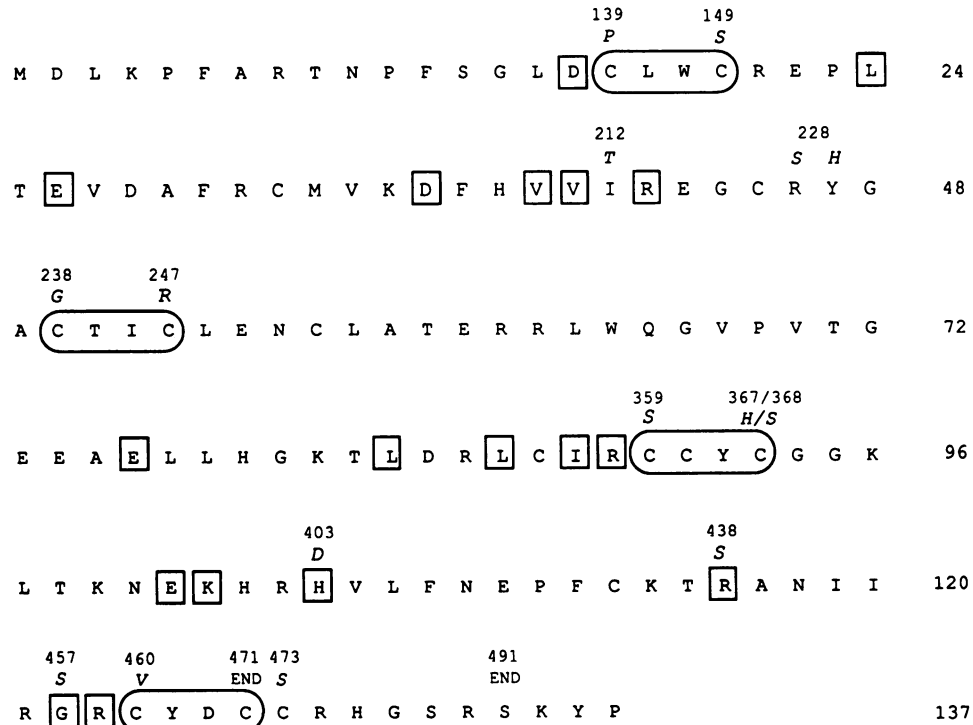 139 149
P S
M D L K P F A R T N P F S G L D C L W C R E P L 24
212 228
T S H
T E V D A F R C M V K D F H V V I R E G C R Y G 48
238 247
G R
A C T I C L E N C L A T E R R L W Q G V P V T G 72
359 367/368
S H/S
E E A E L L H G K T L D R L C I R C C Y C G G K 96
403 438
D S
L T K N E K H R H V L F N E P F C K T R A N I I 120
457 460 471 473 491
S V END S END
R G R C Y D C C R H G S R S K Y P 137